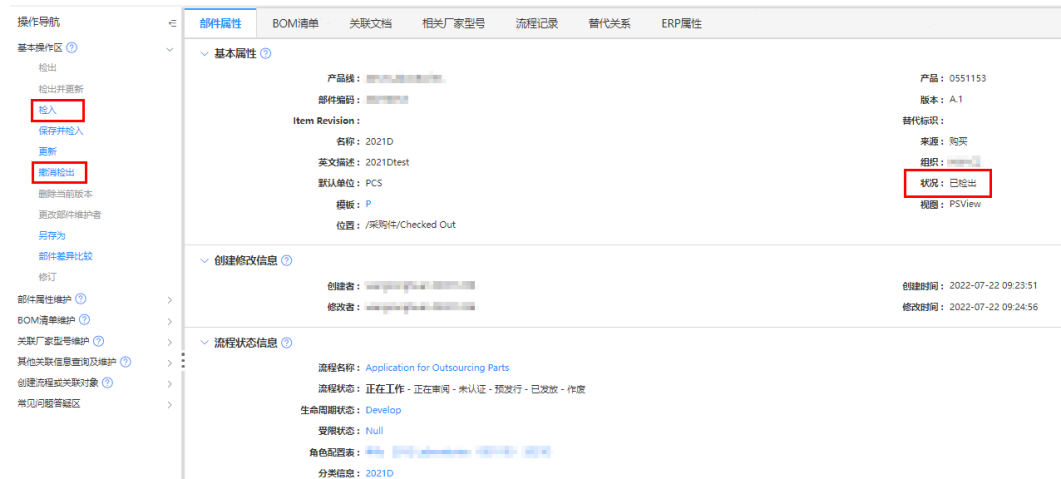 操作导航
部件属性 BOM清单 关联文档 相关厂家型号 流程记录 替代关系 ERP属性
基本操作区
检出
检出并更新
检入
保存并检入
更新
撤消检出
删除当前版本
更改部件维护者
另存为
部件差异比较
修订
部件属性维护
BOM清单维护
关联厂家型号维护
其他关联信息查询及维护
创建流程或关联对象
常见问题答疑区
基本属性
产品线： 产品：0551153
部件编码： 版本：A.1
Item Revision： 替代标识：
名称：2021D 来源：购买
英文描述：2021Dtest 组织：
默认单位：PCS 状况：已检出
模板：P 视图：PSView
位置：/采购件/Checked Out
创建修改信息
创建者： 创建时间：2022-07-22 09:23:51
修改者： 修改时间：2022-07-22 09:24:56
流程状态信息
流程名称：Application for Outsourcing Parts
流程状态：正在工作 - 正在审阅 - 未认证 - 预发行 - 已发放 - 作废
生命周期状态：Develop
受限状态：Null
角色配置表：
分类信息：2021D